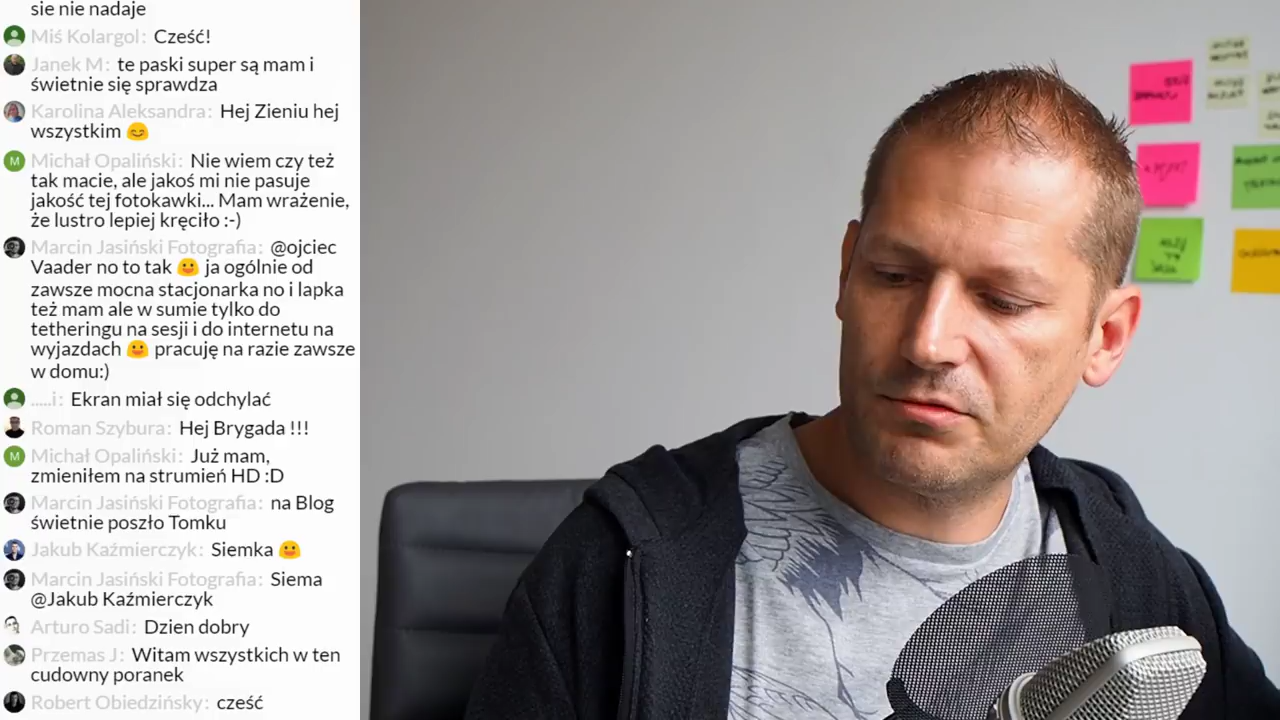 sie nie nadaje
Miś Kolargol: Cześć!
Janek M: te paski super są mam i
świetnie się sprawdza
Karolina Aleksandra: Hej Zieniu hej
wszystkim 😊
M Michał Opaliński: Nie wiem czy też
tak macie, ale jakoś mi nie pasuje
jakość tej fotokawki... Mam wrażenie,
że lustro lepiej kręciło :-)
Marcin Jasiński Fotografia: @ojciec
Vaader no to tak 😛 ja ogólnie od
zawsze mocna stacjonarka no i lapka
też mam ale w sumie tylko do
tetheringu na sesji i do internetu na
wyjazdach 😛 pracuję na razie zawsze
w domu:)
.....i: Ekran miał się odchylać
Roman Szybura: Hej Brygada !!!
M Michał Opaliński: Już mam,
zmieniłem na strumień HD :D
Marcin Jasiński Fotografia: na Blog
świetnie poszło Tomku
Jakub Kaźmierczyk: Siemka 😛
Marcin Jasiński Fotografia: Siema
@Jakub Kaźmierczyk
Arturo Sadi: Dzien dobry
Przemas J: Witam wszystkich w ten
cudowny poranek
Robert Obiedzińsky: cześć